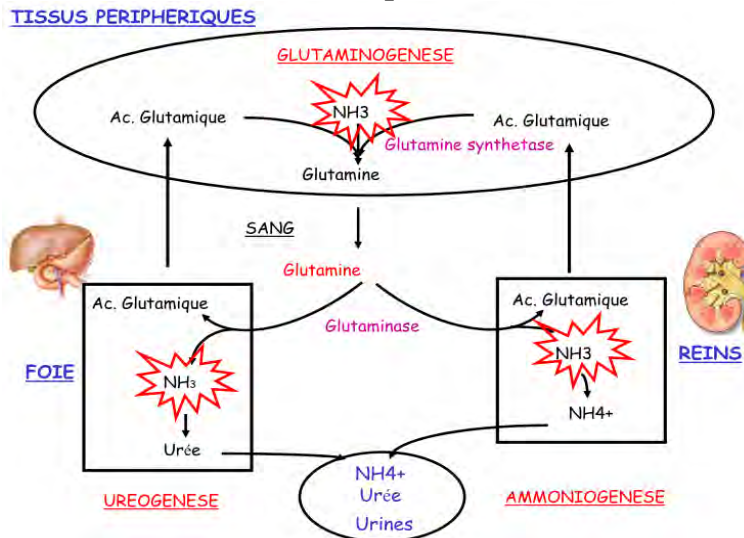 TISSUS PERIPHERIQUES
GLUTAMINOGENESE
NH3
Ac. Glutamique
Ac. Glutamique
Glutamine synthetase
Glutamine
SANG
Glutamine
Ac. Glutamique
Ac. Glutamique
Glutaminase
NH3
REINS
FOIE
NH₃
NH4+
Urée
NH4+
Urée
Urines
UREOGENESE
AMMONIOGENESE